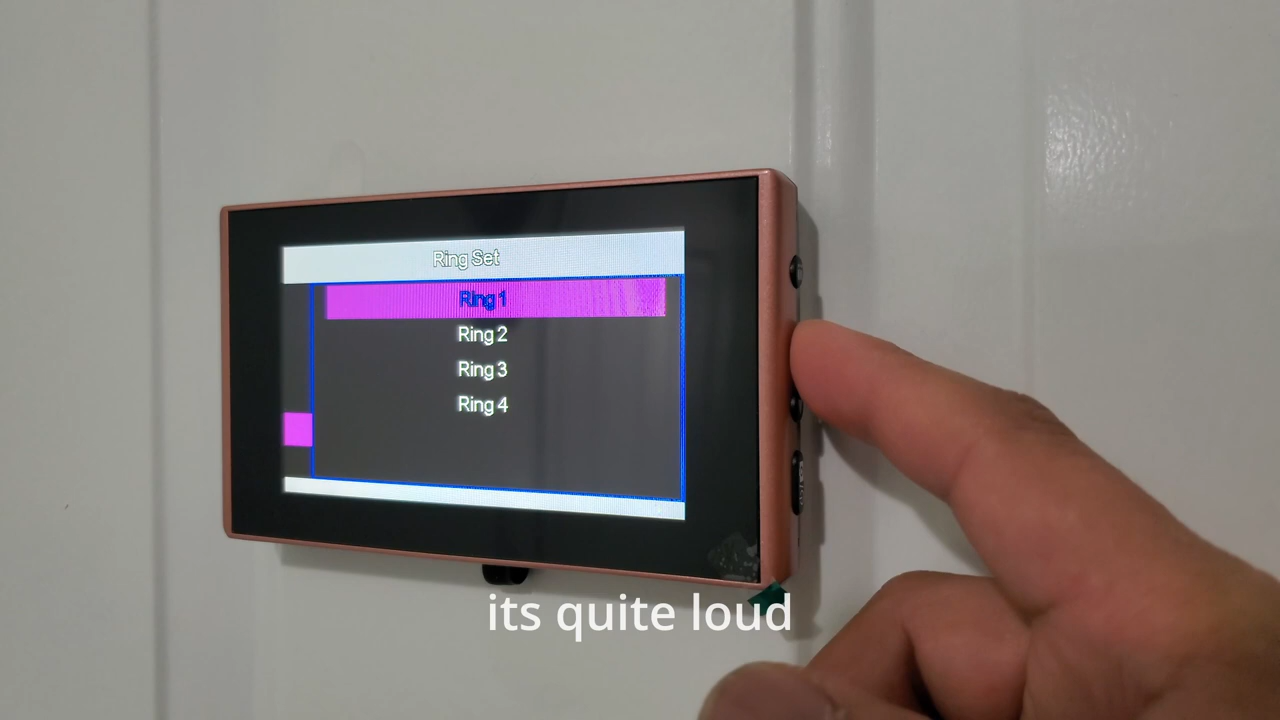 Ring Set
Ring 1
Ring 2
Ring 3
Ring 4
its quite loud